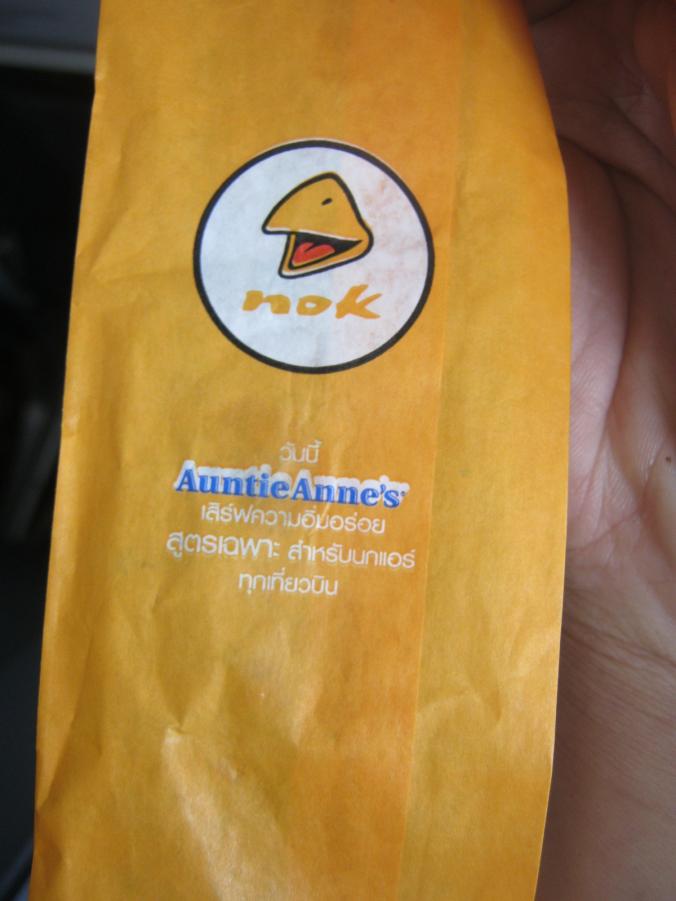 nok
วันนี้
AuntieAnne's®
เสิร์ฟความอิ่มอร่อย
สูตรเฉพาะ สำหรับนกแอร์
ทุกเที่ยวบิน